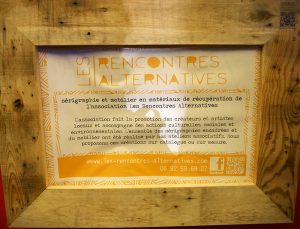 LES RENCONTRES
ALTERNATIVES
sérigraphie et mobilier en matériaux de récupération de
l'association Les Rencontres Alternatives
L'association fait la promotion des créateurs et artistes
locaux et accompagne des actions culturelles sociales et
environnementales. L'ensemble des sérigraphies encadrées et
du mobilier ont été réalisé par les ateliers associatifs. Nous
proposons ces créations sur catalogue ou sur mesure.
www.les-rencontres-alternatives.com